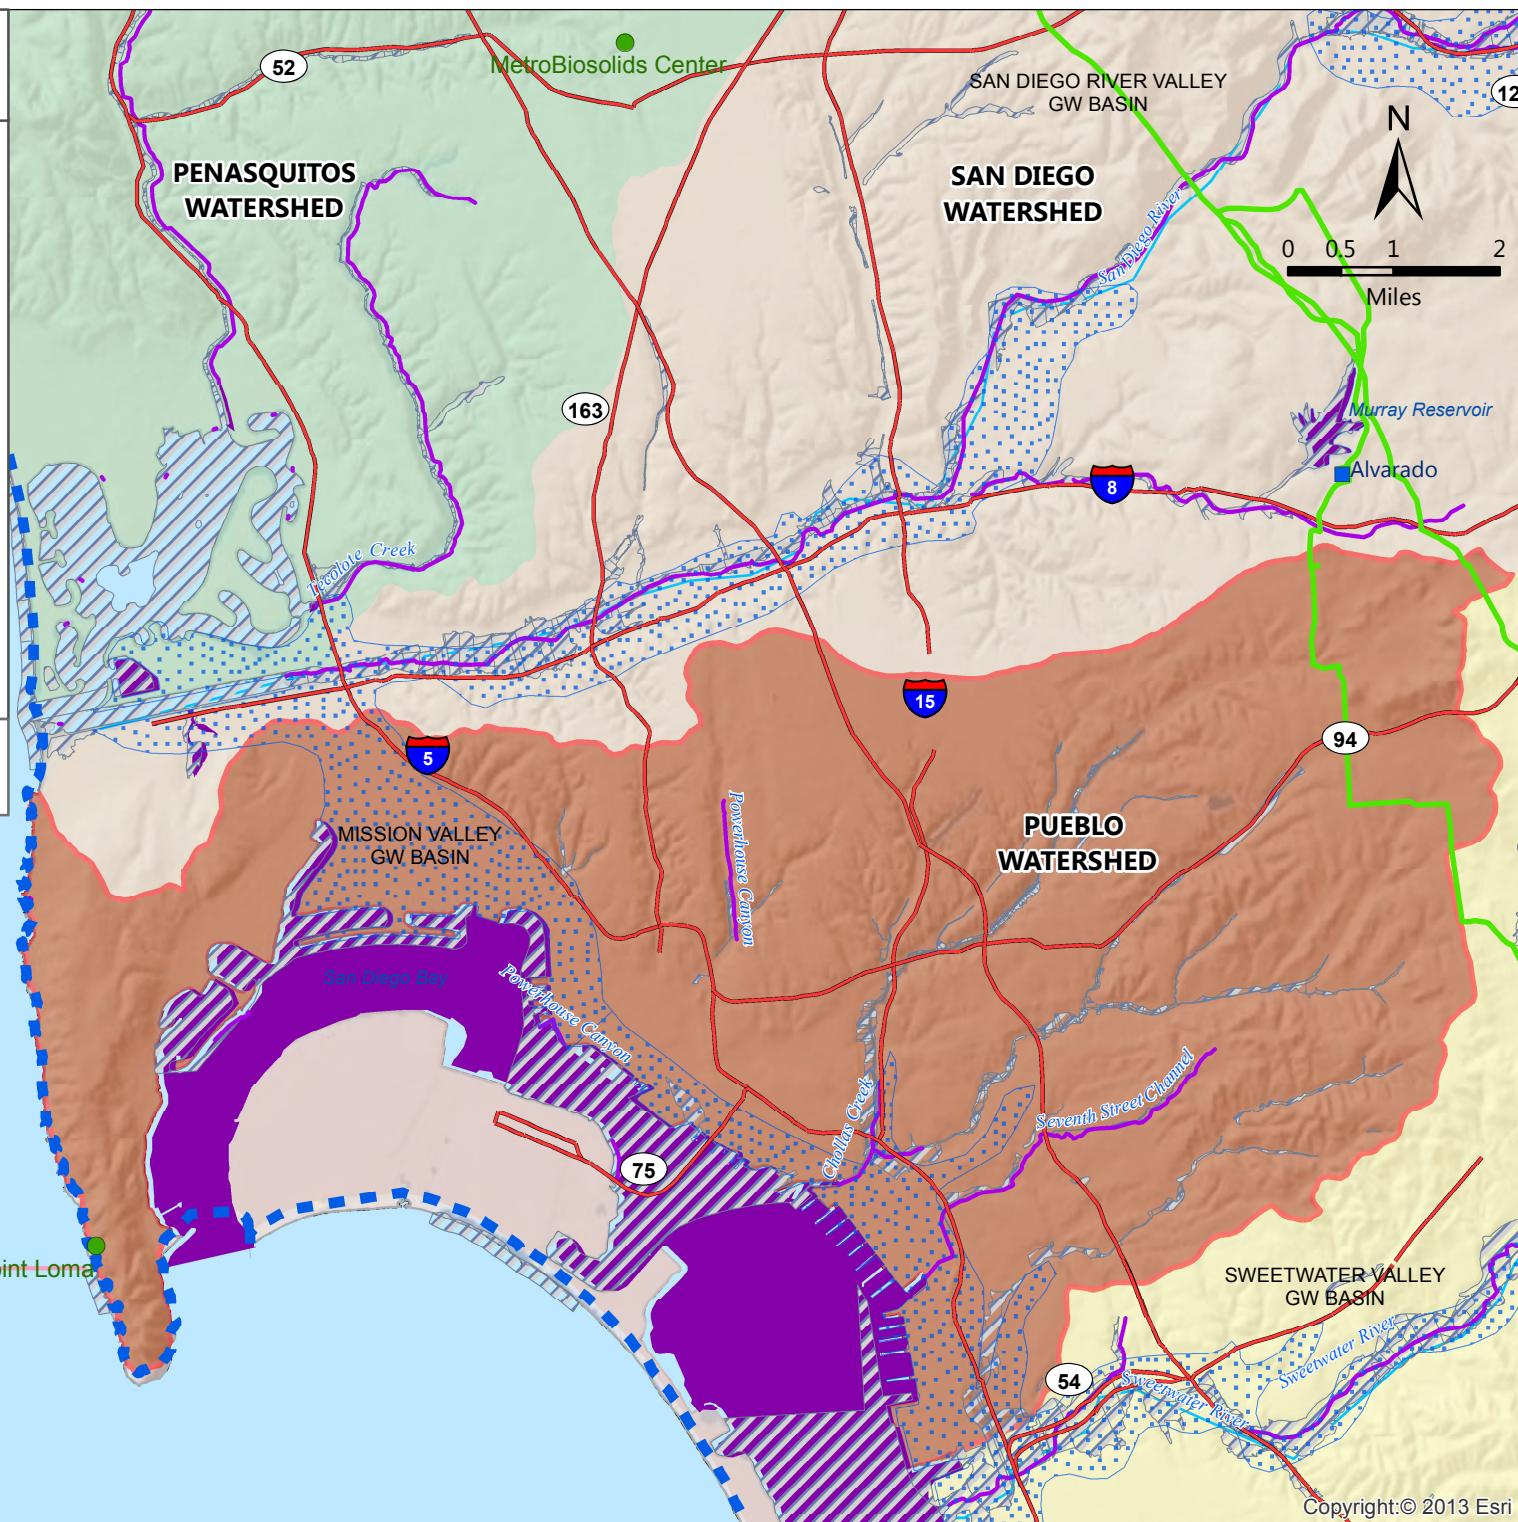 52
MetroBiosolids Center
SAN DIEGO RIVER VALLEY
GW BASIN
12
N
PENASQUITOS
WATERSHED
SAN DIEGO
WATERSHED
San Diego River
0 0.5 1 2
Miles
163
Murray Reservoir
Alvarado
8
Tecolote Creek
15
5
94
Powerhouse Canyon
MISSION VALLEY
GW BASIN
PUEBLO
WATERSHED
San Diego Bay
Powerhouse Canyon
Chollas Creek
Seventh Street Channel
75
int Loma
SWEETWATER VALLEY
GW BASIN
Sweetwater River
54
Sweetwater River
Copyright:© 2013 Esri